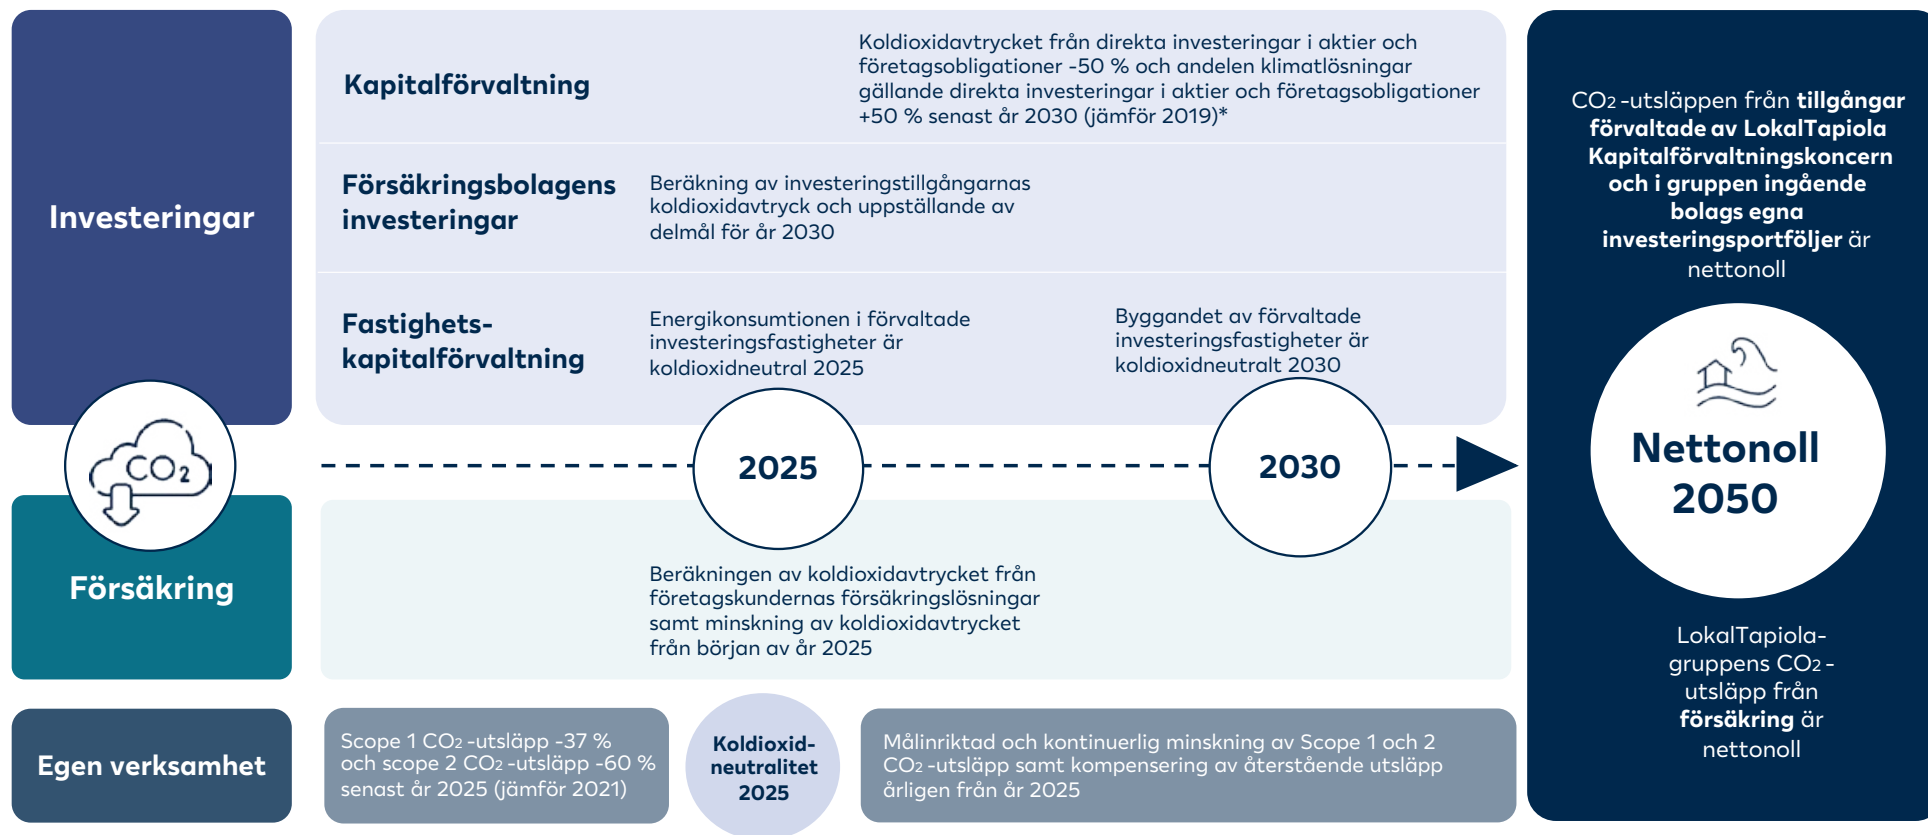 Investeringar
Kapitalförvaltning
Koldioxidavtrycket från direkta investeringar i aktier och
företagsobligationer -50 % och andelen klimatlösningar
gällande direkta investeringar i aktier och företagsobligationer
+50 % senast år 2030 (jämför 2019)*
Försäkringsbolagens
investeringar
Beräkning av investeringstillgångarnas
koldioxidavtryck och uppställande av
delmål för år 2030
Fastighets-
kapitalförvaltning
Energikonsumtionen i förvaltade
investeringsfastigheter är
koldioxidneutral 2025
Byggandet av förvaltade
investeringsfastigheter är
koldioxidneutralt 2030
CO2
2025
2030
Försäkring
Beräkningen av koldioxidavtrycket från
företagskundernas försäkringslösningar
samt minskning av koldioxidavtrycket
från början av år 2025
Egen verksamhet
Scope 1 CO2 -utsläpp -37 %
och scope 2 CO2 -utsläpp -60 %
senast år 2025 (jämför 2021)
Koldioxid-
neutralitet
2025
Målinriktad och kontinuerlig minskning av Scope 1 och 2
CO2 -utsläpp samt kompensering av återstående utsläpp
årligen från år 2025
CO2 -utsläppen från tillgångar
förvaltade av LokalTapiola
Kapitalförvaltningskoncern
och i gruppen ingående
bolags egna
investeringsportföljer är
nettonoll
Nettonoll
2050
LokalTapiola-
gruppens CO2 -
utsläpp från
försäkring är
nettonoll